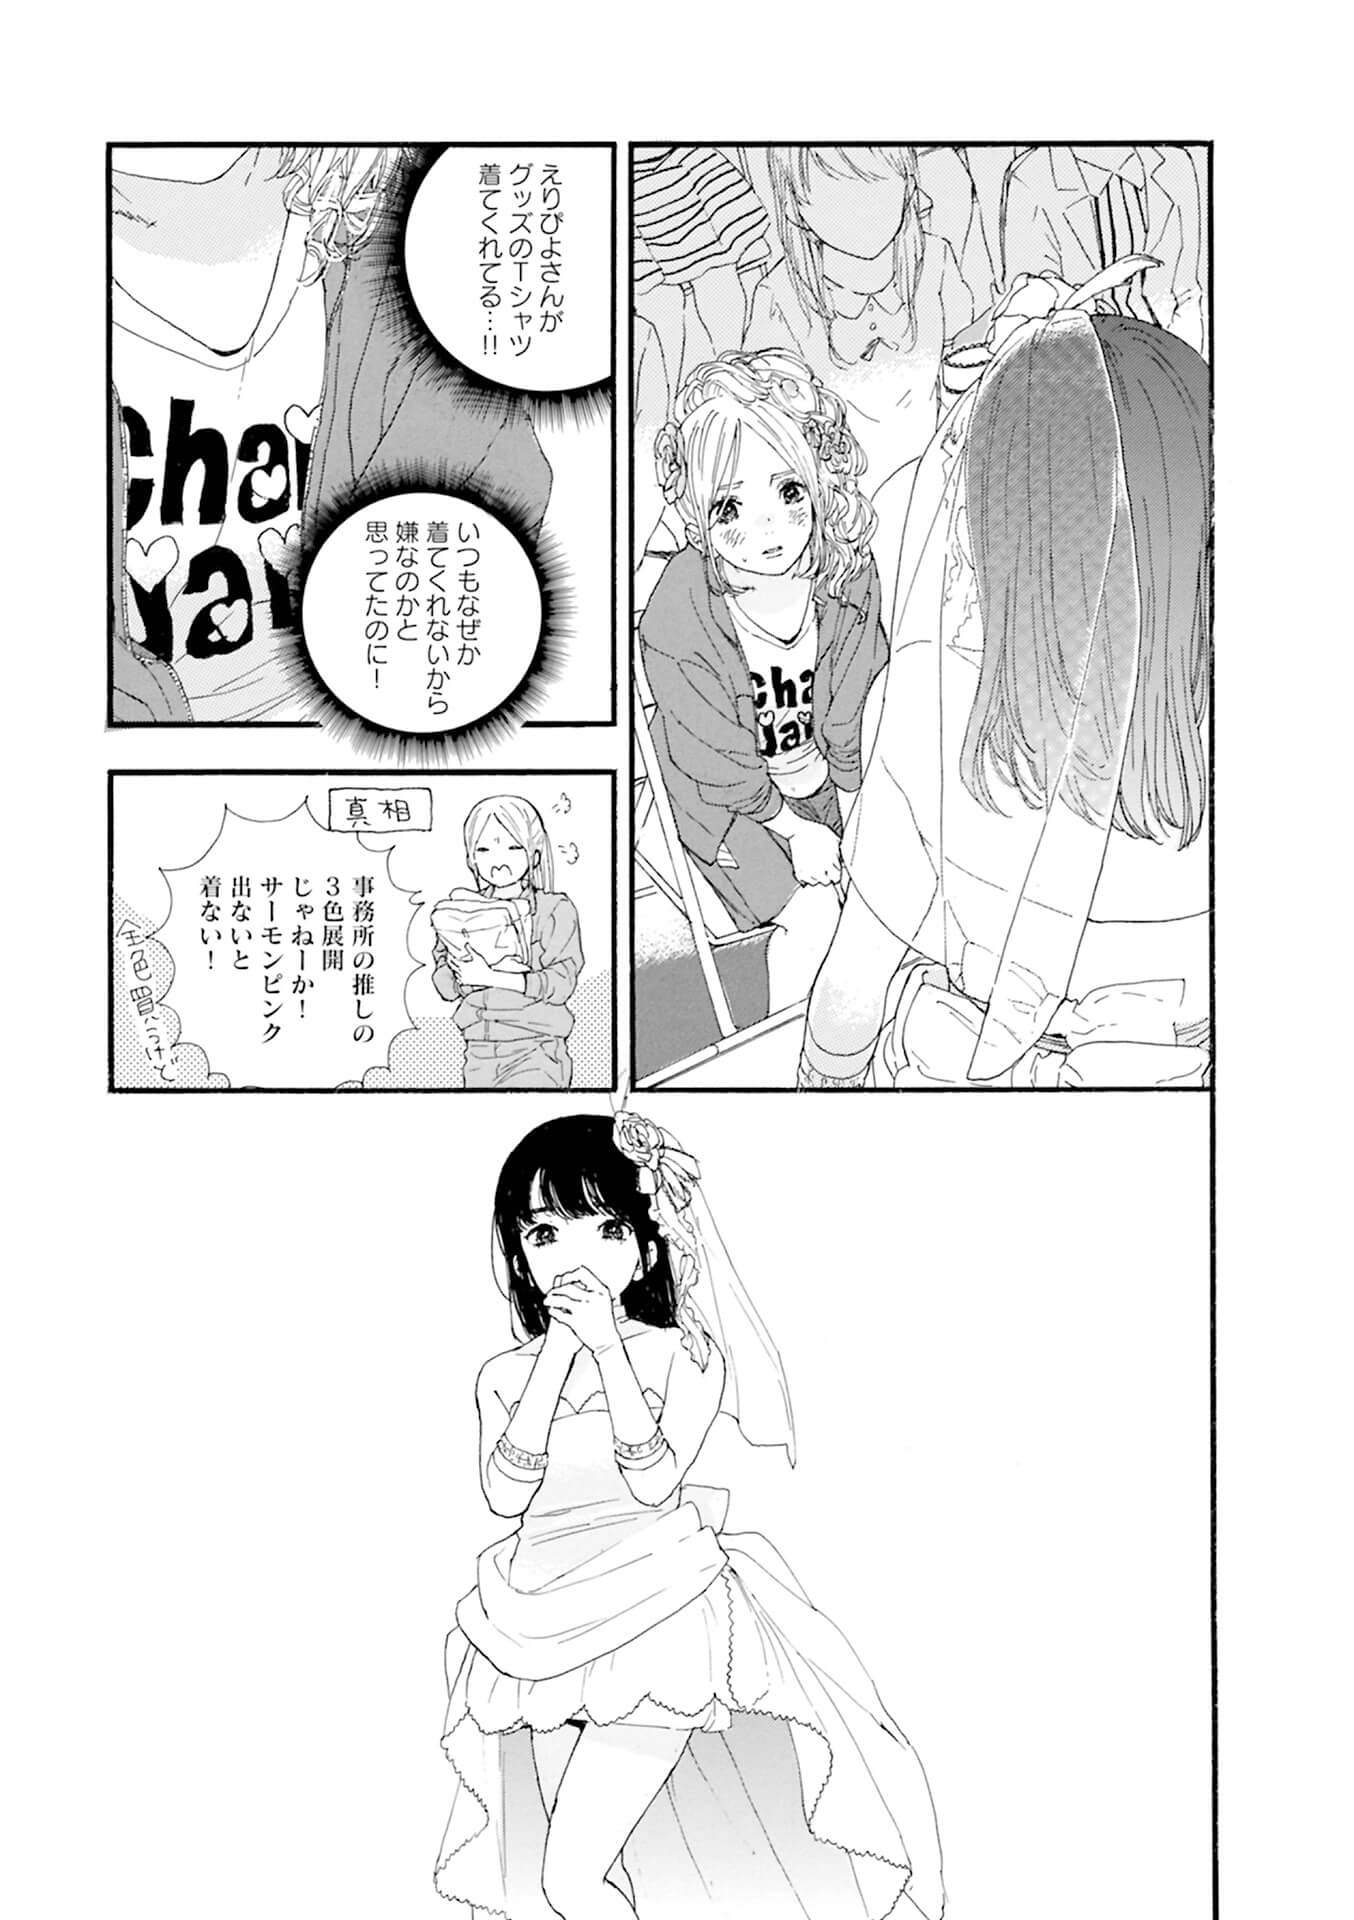 Cha
Jam
えりぴよさんが
グッズのTシャツ
着てくれてる…!!
Cham
Jam
いつもなぜか
着てくれないから
嫌なのかと
思ってたのに!
真相
事務所の推しの
3色展開
じゃねーか!
サーモンピンク
出ないと
着ない!
全色買うけど